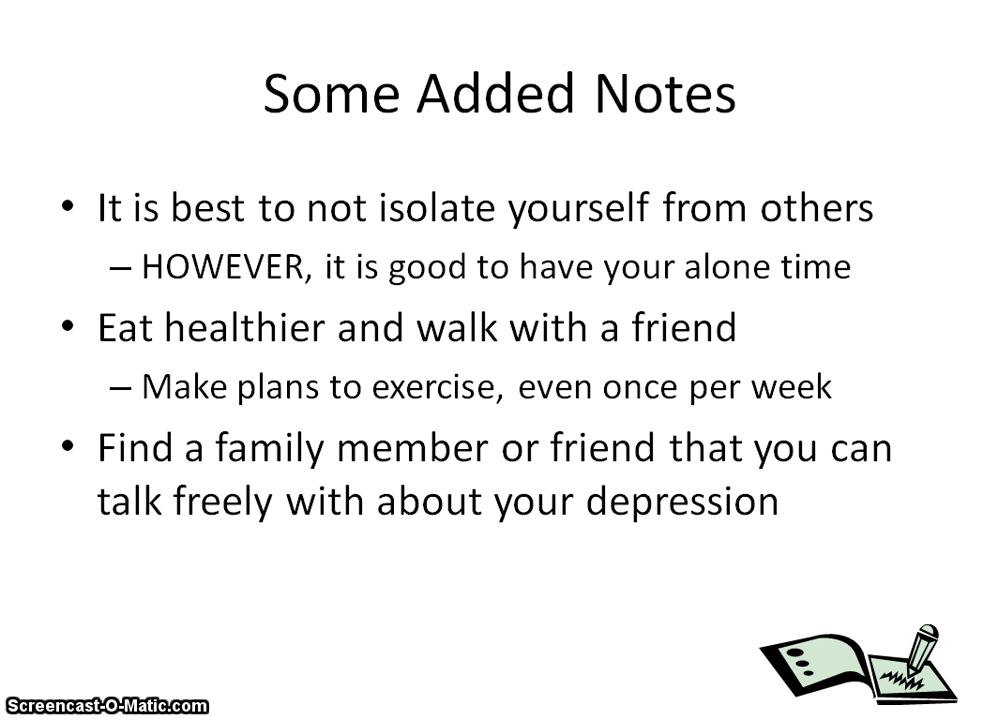 Some Added Notes
• It is best to not isolate yourself from others
– HOWEVER, it is good to have your alone time
• Eat healthier and walk with a friend
– Make plans to exercise, even once per week
• Find a family member or friend that you can
talk freely with about your depression
Screencast-O-Matic.com